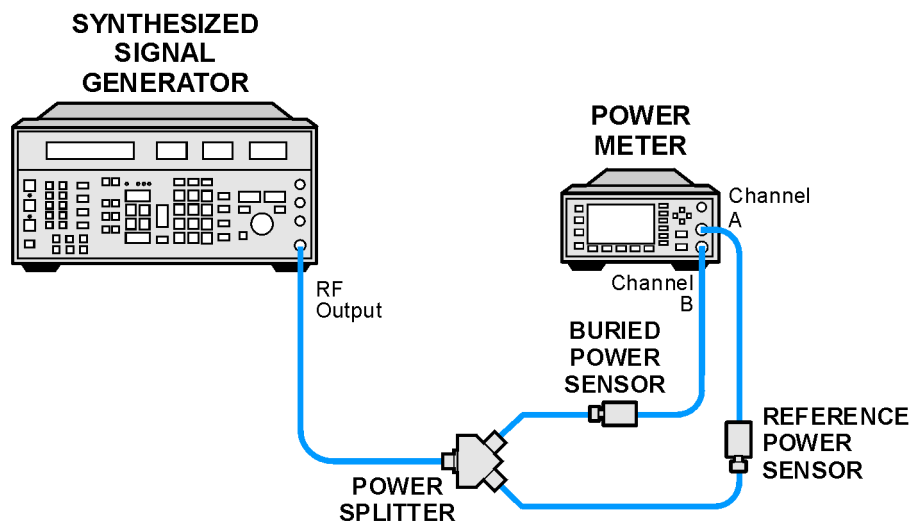 SYNTHESIZED
SIGNAL
GENERATOR
POWER
METER
Channel
A
RF
Output
Channel
B
BURIED
POWER
SENSOR
REFERENCE
POWER
SENSOR
POWER
SPLITTER